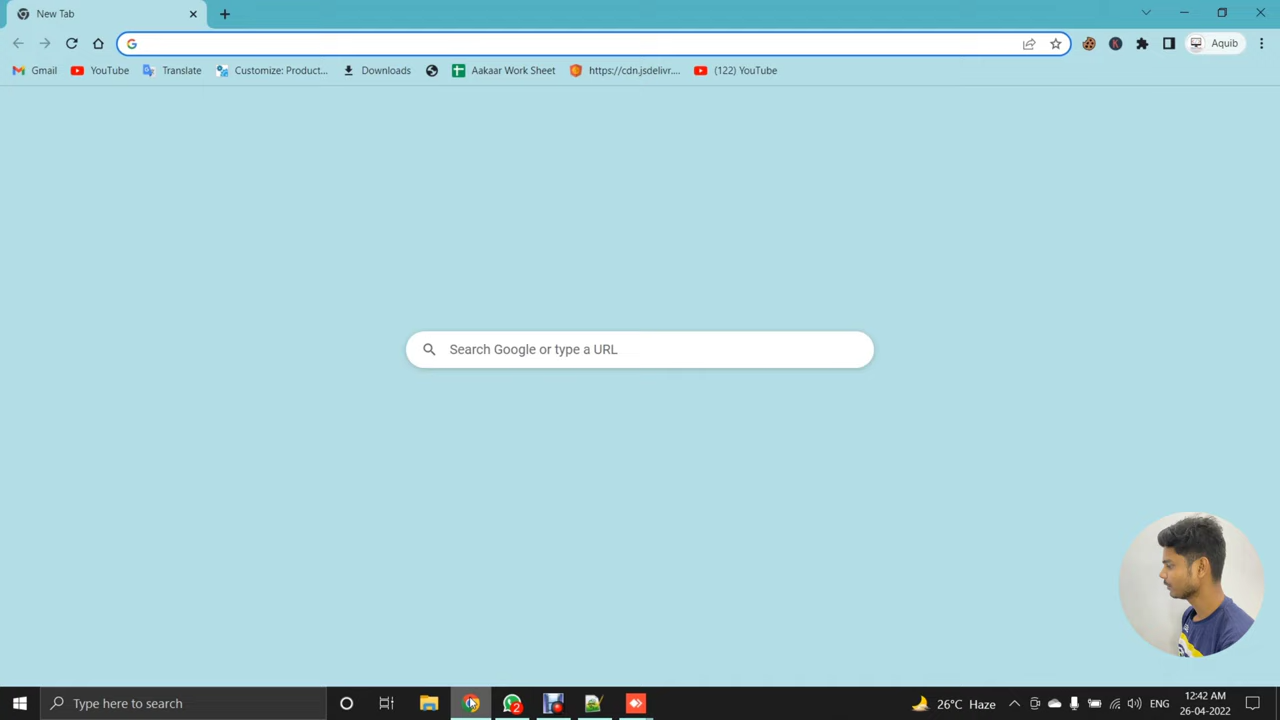 New Tab
Aquib
Gmail YouTube Translate Customize: Product... Downloads Aakaar Work Sheet https://cdn.jsdelivr.... (122) YouTube
Search Google or type a URL
Type here to search
2
26°C Haze
ENG
12:42 AM
26-04-2022